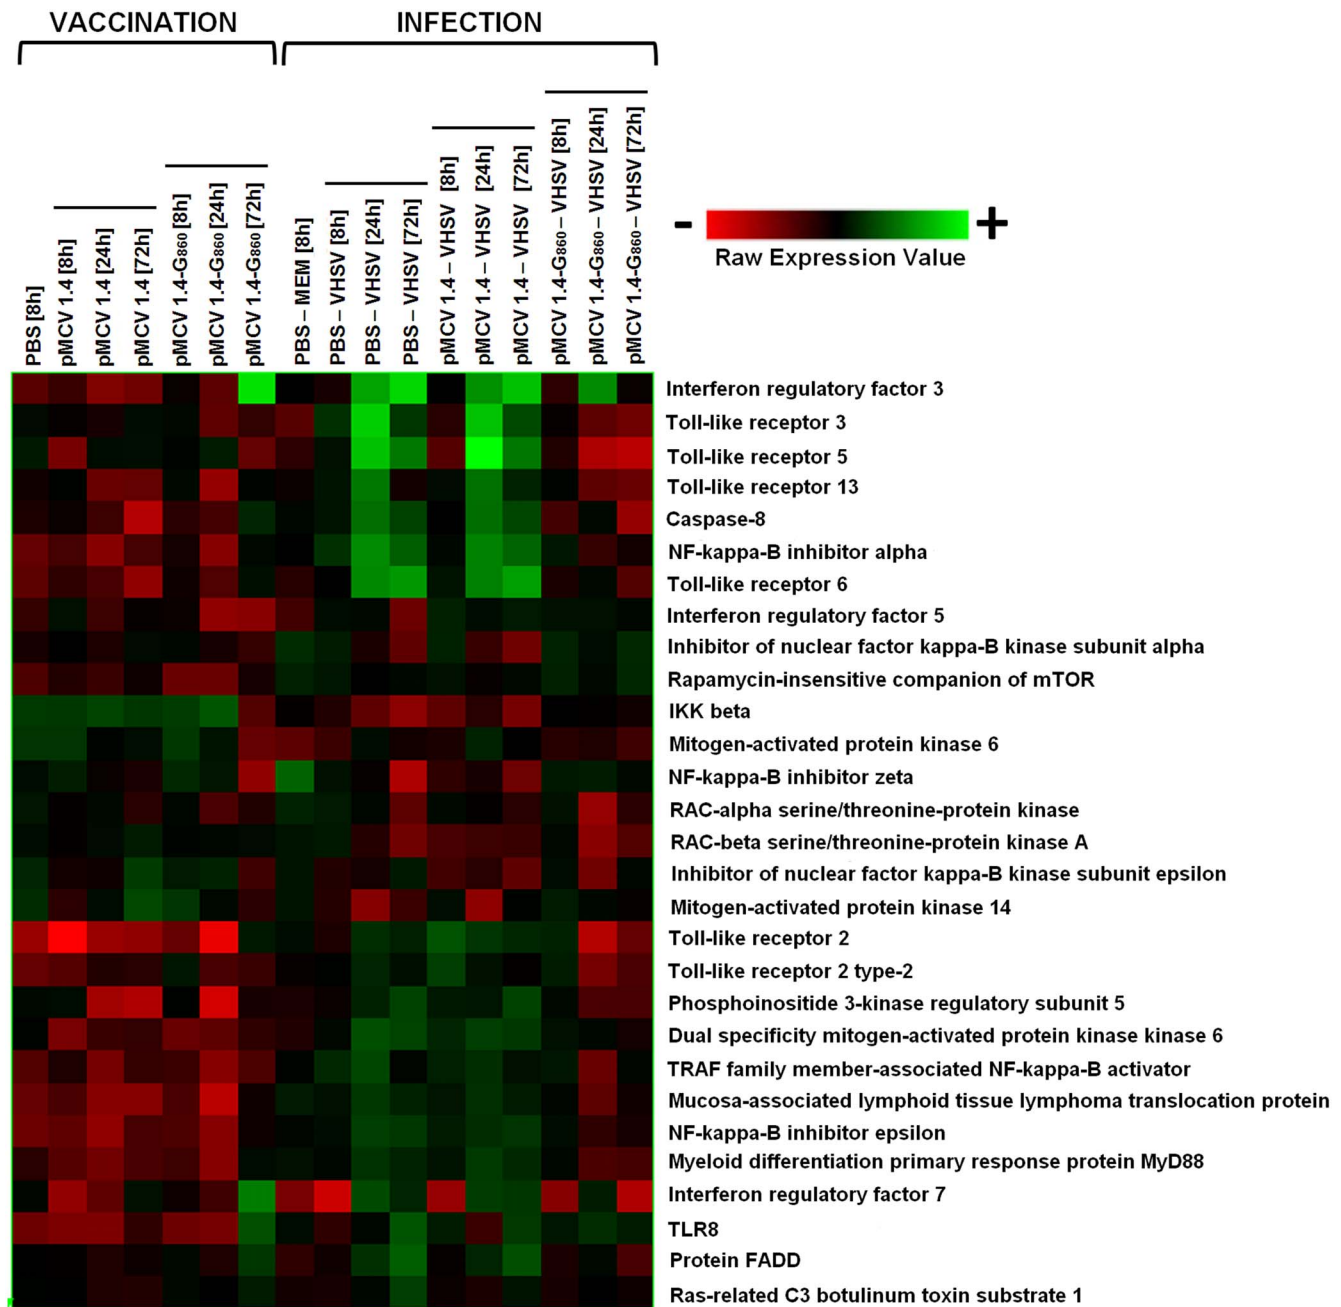 VACCINATION
INFECTION
PBS [8h]
pMCV 1.4 [8h]
pMCV 1.4 [24h]
pMCV 1.4 [72h]
pMCV 1.4-G860 [8h]
pMCV 1.4-G860 [24h]
pMCV 1.4-G860 [72h]
PBS – MEM [8h]
PBS – VHSV [8h]
PBS – VHSV [24h]
PBS – VHSV [72h]
pMCV 1.4 – VHSV [8h]
pMCV 1.4 – VHSV [24h]
pMCV 1.4 – VHSV [72h]
pMCV 1.4-G860 – VHSV [8h]
pMCV 1.4-G860 – VHSV [24h]
pMCV 1.4-G860 – VHSV [72h]
- +
Raw Expression Value
Interferon regulatory factor 3
Toll-like receptor 3
Toll-like receptor 5
Toll-like receptor 13
Caspase-8
NF-kappa-B inhibitor alpha
Toll-like receptor 6
Interferon regulatory factor 5
Inhibitor of nuclear factor kappa-B kinase subunit alpha
Rapamycin-insensitive companion of mTOR
IKK beta
Mitogen-activated protein kinase 6
NF-kappa-B inhibitor zeta
RAC-alpha serine/threonine-protein kinase
RAC-beta serine/threonine-protein kinase A
Inhibitor of nuclear factor kappa-B kinase subunit epsilon
Mitogen-activated protein kinase 14
Toll-like receptor 2
Toll-like receptor 2 type-2
Phosphoinositide 3-kinase regulatory subunit 5
Dual specificity mitogen-activated protein kinase kinase 6
TRAF family member-associated NF-kappa-B activator
Mucosa-associated lymphoid tissue lymphoma translocation protein
NF-kappa-B inhibitor epsilon
Myeloid differentiation primary response protein MyD88
Interferon regulatory factor 7
TLR8
Protein FADD
Ras-related C3 botulinum toxin substrate 1